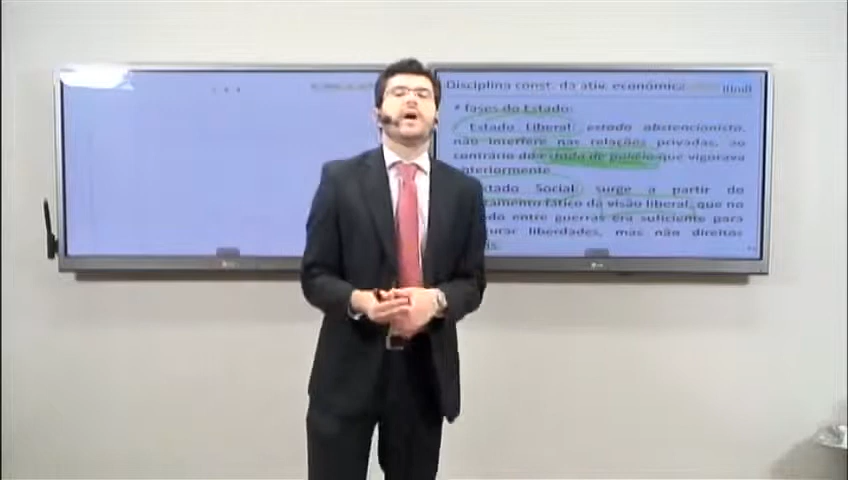 Disciplina const. da ativ. econômica
* fases do Estado:
Estado Liberal: estado abstencionista,
não interfere nas relações privadas, ao
contrário do estado de polícia que vigorava
anteriormente.
Estado Social: surge a partir do
fático da visão liberal, que no
entre guerras era suficiente para
liberdades, mas não direitos
LG
LG